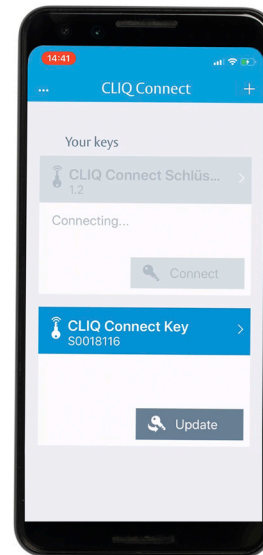 14:41
... CLIQ Connect +
Your keys
CLIQ Connect Schlüs...
1.2
Connecting...
Connect
CLIQ Connect Key
S0018116
Update